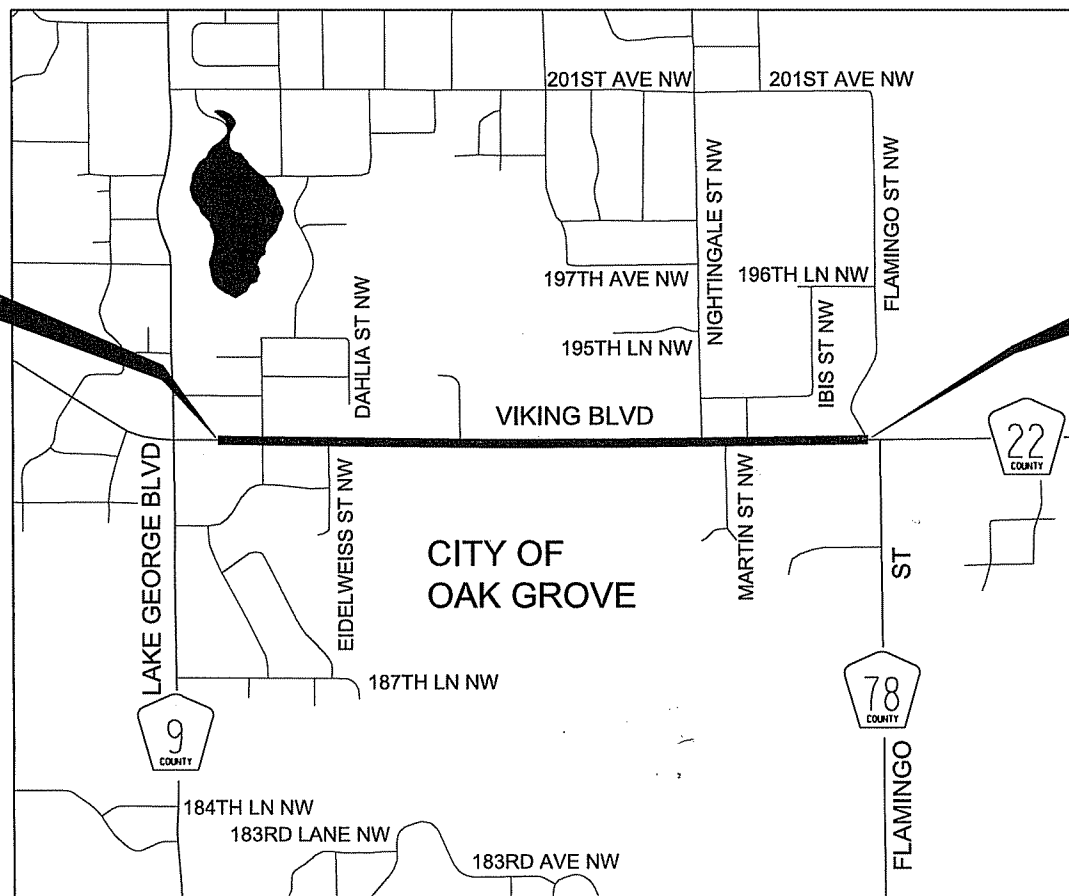 201ST AVE NW
201ST AVE NW
NIGHTINGALE ST NW
FLAMINGO ST NW
197TH AVE NW
196TH LN NW
DAHLIA ST NW
195TH LN NW
IBIS ST NW
VIKING BLVD
22
COUNTY
LAKE GEORGE BLVD
EIDELWEISS ST NW
MARTIN ST NW
CITY OF
OAK GROVE
ST
187TH LN NW
78
COUNTY
9
COUNTY
FLAMINGO
184TH LN NW
183RD LANE NW
183RD AVE NW